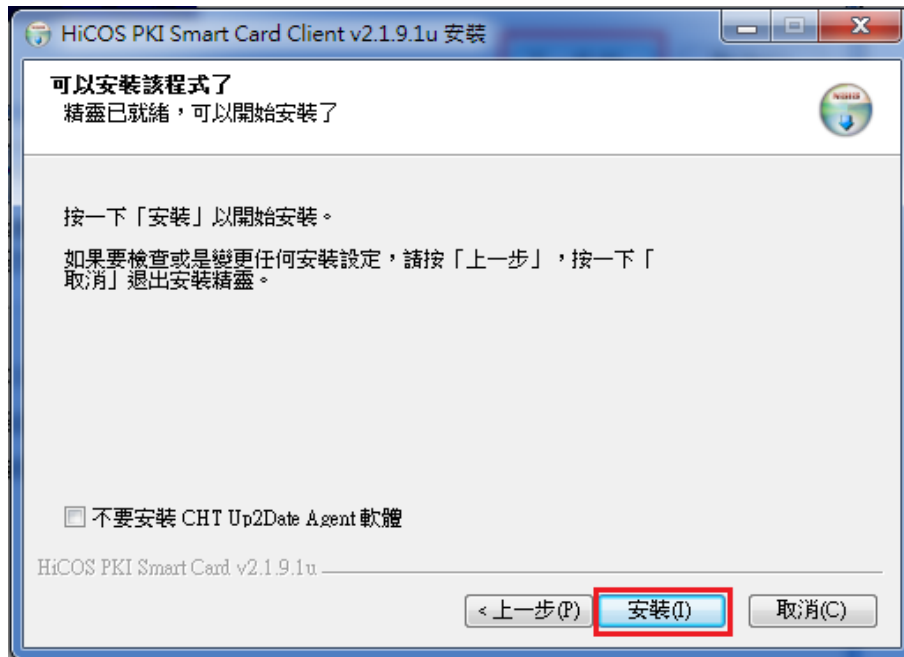 HiCOS PKI Smart Card Client v2.1.9.1u 安裝
可以安裝該程式了
精靈已就緒，可以開始安裝了
按一下「安裝」以開始安裝。
如果要檢查或是變更任何安裝設定，請按「上一步」，按一下「
取消」退出安裝精靈。
不要安裝 CHT Up2Date Agent 軟體
HiCOS PKI Smart Card v2.1.9.1u
<上一步(P) 安裝(I) 取消(C)